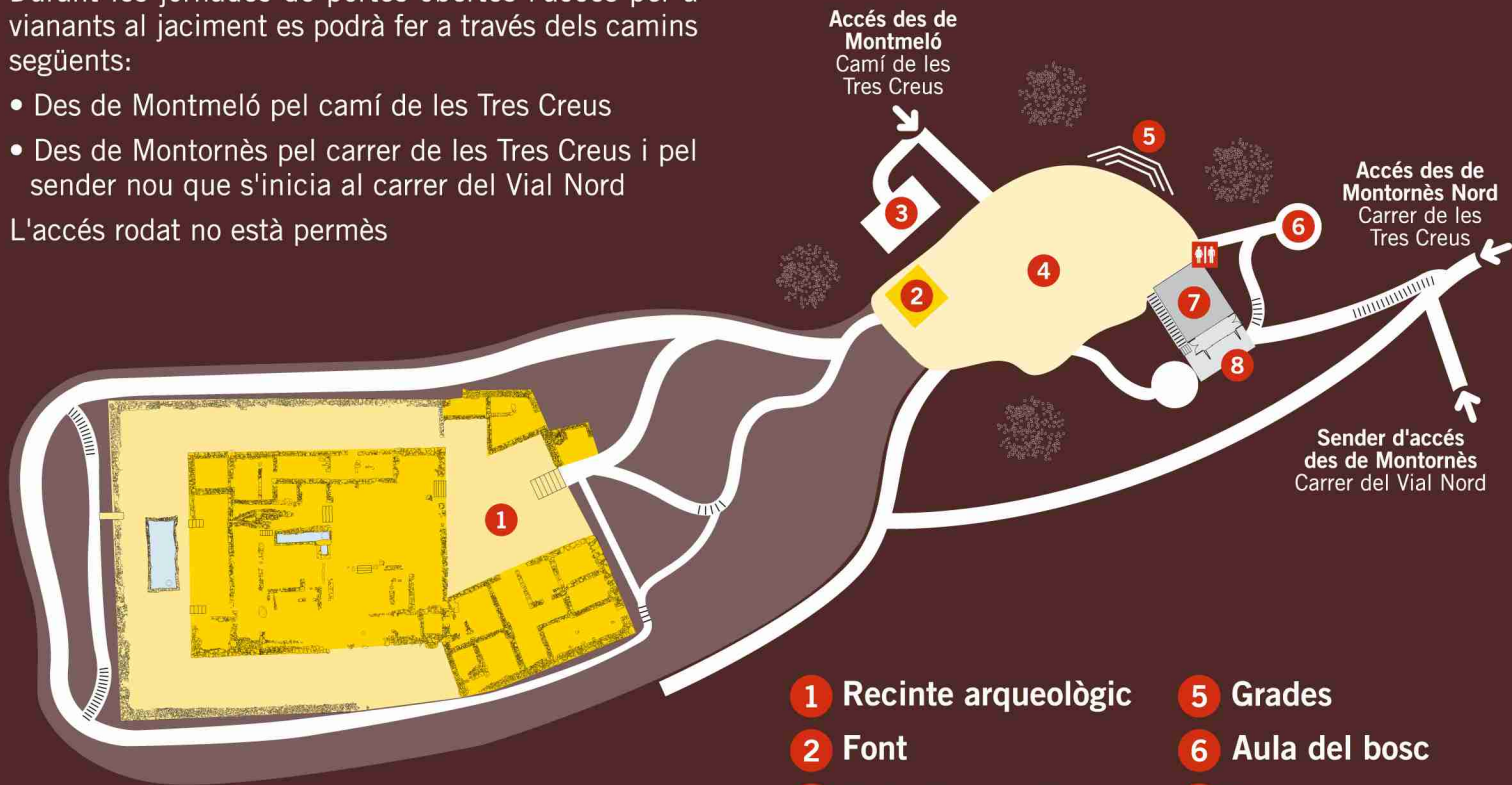 vianants al jaciment es podrà fer a través dels camins
següents:
• Des de Montmeló pel camí de les Tres Creus
• Des de Montornès pel carrer de les Tres Creus i pel
sender nou que s'inicia al carrer del Vial Nord
L'accés rodat no està permès
Accés des de
Montmeló
Camí de les
Tres Creus
Accés des de
Montornès Nord
Carrer de les
Tres Creus
Sender d'accés
des de Montornès
Carrer del Vial Nord
5
3
6
4
2
7
8
1
1 Recinte arqueològic
2 Font
5 Grades
6 Aula del bosc